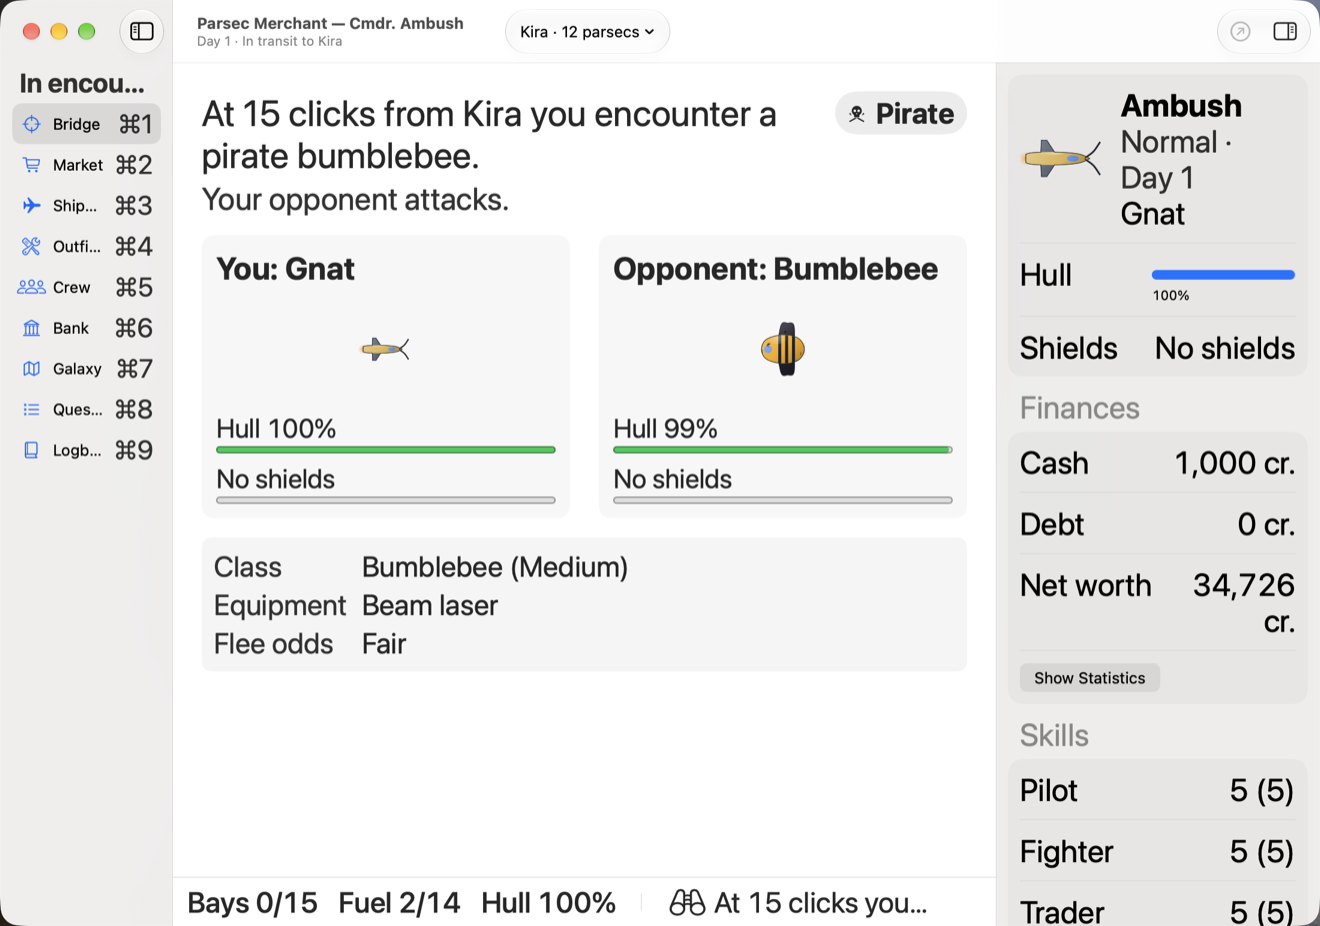 Parsec Merchant — Cmdr. Ambush
Day 1 · In transit to Kira
Kira · 12 parsecs
In encou...
Bridge ⌘1
Market ⌘2
Ship... ⌘3
Outfi... ⌘4
Crew ⌘5
Bank ⌘6
Galaxy ⌘7
Ques... ⌘8
Logb... ⌘9
At 15 clicks from Kira you encounter a
pirate bumblebee.
Pirate
Your opponent attacks.
You: Gnat
Hull 100%
No shields
Opponent: Bumblebee
Hull 99%
No shields
Class Bumblebee (Medium)
Equipment Beam laser
Flee odds Fair
Bays 0/15 Fuel 2/14 Hull 100% At 15 clicks you...
Ambush
Normal ·
Day 1
Gnat
Hull
100%
Shields No shields
Finances
Cash 1,000 cr.
Debt 0 cr.
Net worth 34,726
cr.
Show Statistics
Skills
Pilot 5 (5)
Fighter 5 (5)
Trader 5 (5)